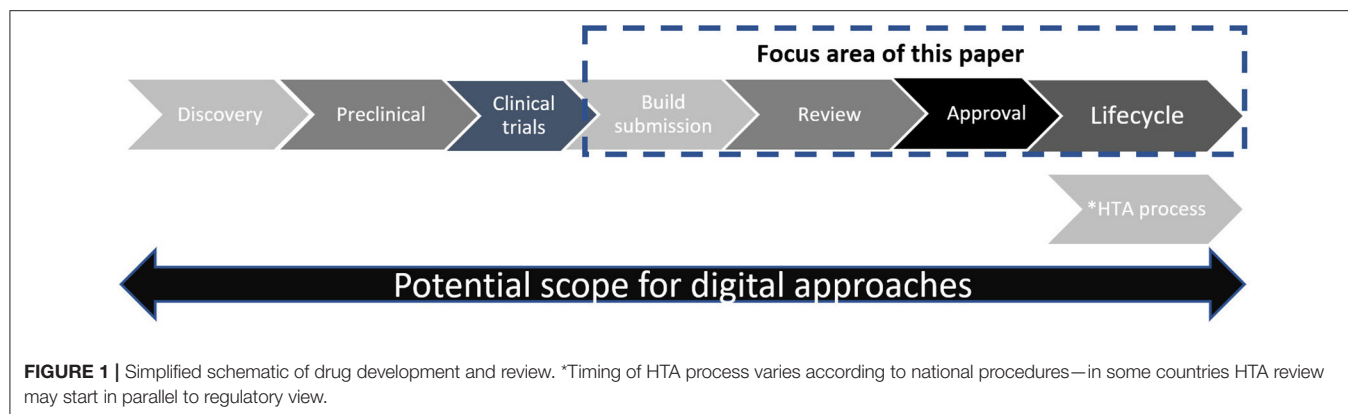 Focus area of this paper
Discovery
Preclinical
Clinical
trials
Build
submission
Review
Approval
Lifecycle
*HTA process
Potential scope for digital approaches
FIGURE 1 | Simplified schematic of drug development and review. *Timing of HTA process varies according to national procedures—in some countries HTA review
may start in parallel to regulatory view.